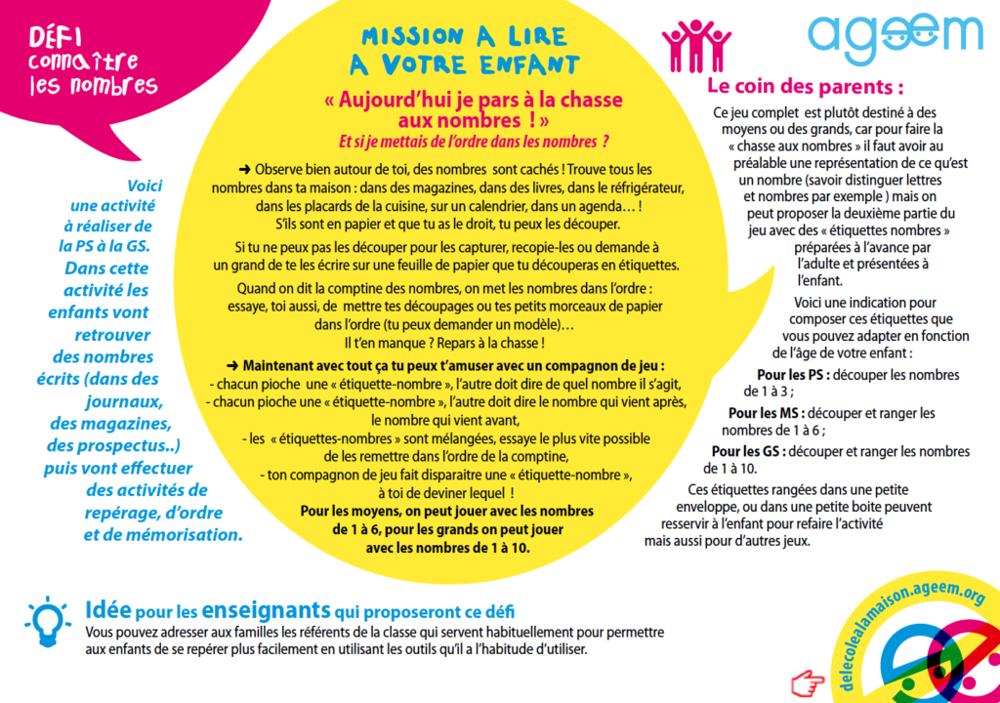 DÉFI
connaître
les nombres
Voici
une activité
à réaliser de
la PS à la GS.
Dans cette
activité les
enfants vont
retrouver
des nombres
écrits (dans des
journaux,
des magazines,
des prospectus..)
puis vont effectuer
des activités de
repérage, d'ordre
et de mémorisation.
MISSION A LIRE
A VOTRE ENFANT
« Aujourd'hui je pars à la chasse
aux nombres ! »
Et si je mettais de l'ordre dans les nombres ?
➜ Observe bien autour de toi, des nombres sont cachés ! Trouve tous les
nombres dans ta maison : dans des magazines, dans des livres, dans le réfrigérateur,
dans les placards de la cuisine, sur un calendrier, dans un agenda… !
S'ils sont en papier et que tu as le droit, tu peux les découper.
Si tu ne peux pas les découper pour les capturer, recopie-les ou demande à
un grand de te les écrire sur une feuille de papier que tu découperas en étiquettes.
Quand on dit la comptine des nombres, on met les nombres dans l'ordre :
essaye, toi aussi, de mettre tes découpages ou tes petits morceaux de papier
dans l'ordre (tu peux demander un modèle)…
Il t'en manque ? Repars à la chasse !
➜ Maintenant avec tout ça tu peux t'amuser avec un compagnon de jeu :
- chacun pioche une « étiquette-nombre », l'autre doit dire de quel nombre il s'agit,
- chacun pioche une « étiquette-nombre », l'autre doit dire le nombre qui vient après,
le nombre qui vient avant,
- les « étiquettes-nombres » sont mélangées, essaye le plus vite possible
de les remettre dans l'ordre de la comptine,
- ton compagnon de jeu fait disparaitre une « étiquette-nombre »,
à toi de deviner lequel !
Pour les moyens, on peut jouer avec les nombres
de 1 à 6, pour les grands on peut jouer
avec les nombres de 1 à 10.
ageem
Le coin des parents :
Ce jeu complet est plutôt destiné à des
moyens ou des grands, car pour faire la
« chasse aux nombres » il faut avoir au
préalable une représentation de ce qu'est
un nombre (savoir distinguer lettres
et nombres par exemple ) mais on
peut proposer la deuxième partie du
jeu avec des « étiquettes nombres »
préparées à l'avance par
l'adulte et présentées à
l'enfant.
Voici une indication pour
composer ces étiquettes que
vous pouvez adapter en fonction
de l'âge de votre enfant :
Pour les PS : découper les nombres
de 1 à 3 ;
Pour les MS : découper et ranger les
nombres de 1 à 6 ;
Pour les GS : découper et ranger les nombres
de 1 à 10.
Ces étiquettes rangées dans une petite
enveloppe, ou dans une petite boite peuvent
resservir à l'enfant pour refaire l'activité
mais aussi pour d'autres jeux.
Idée pour les enseignants qui proposeront ce défi
Vous pouvez adresser aux familles les référents de la classe qui servent habituellement pour permettre
aux enfants de se repérer plus facilement en utilisant les outils qu'il a l'habitude d'utiliser.
delecolealamaison.ageem.org